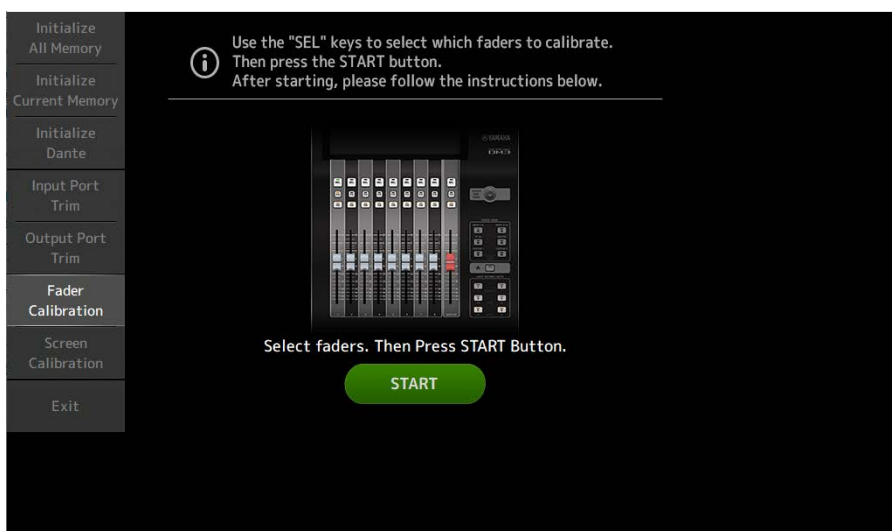 Initialize
All Memory
Initialize
Current Memory
Initialize
Dante
Input Port
Trim
Output Port
Trim
Fader
Calibration
Screen
Calibration
Exit
Use the "SEL" keys to select which faders to calibrate.
Then press the START button.
After starting, please follow the instructions below.
YAMAHA
DM3
Select faders. Then Press START Button.
START